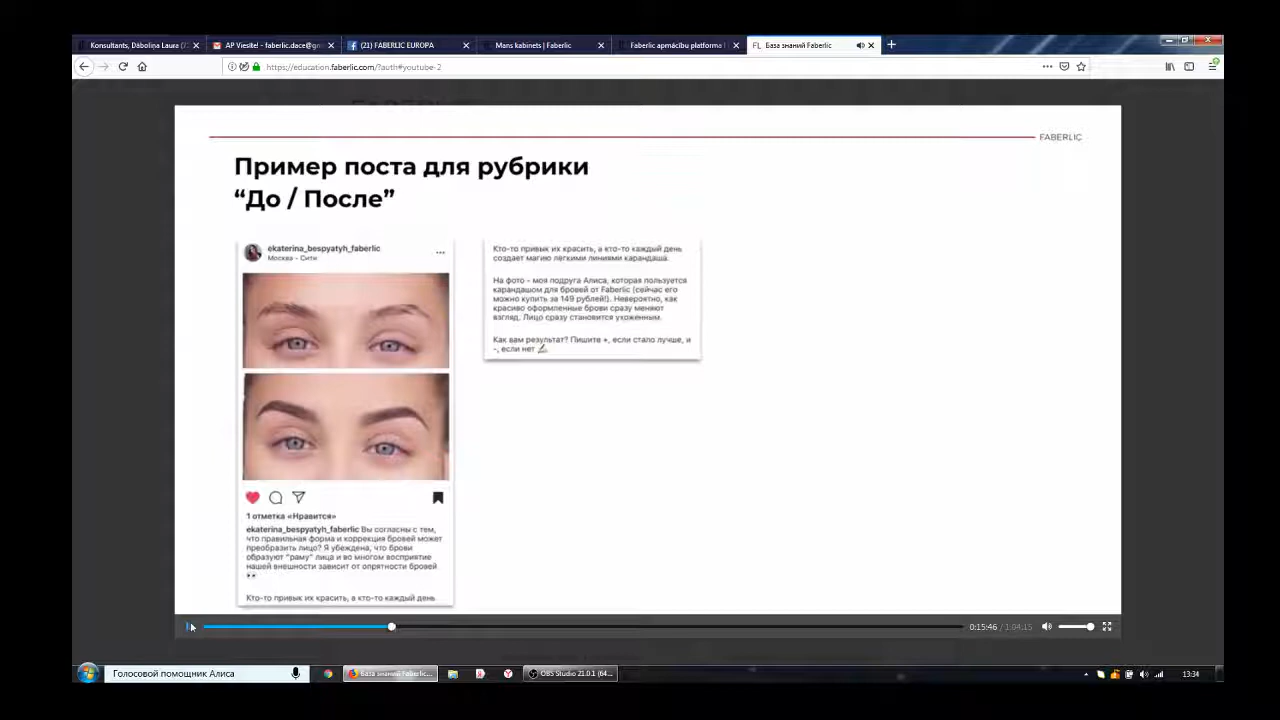 Konsultants, Dāboliņa Laura (7
AP Viesītel - faberlic.dace@gm
(21) FABERLIC EUROPA
Mans kabinets | Faberlic
Faberlic apmācību platforma |
FL База знаний Faberlic
https://education.faberlic.com/?auth#youtube-2
FABERLIC
Пример поста для рубрики
“До / После”
ekaterina_bespyatyh_faberlic
Москва - Сити
1 отметка «Нравится»
ekaterina_bespyatyh_faberlic Вы согласны с тем,
что правильная форма и коррекция бровей может
преобразить лицо? Я убеждена, что брови
образуют "раму" лица и во многом восприятие
нашей внешности зависит от опрятности бровей
Кто-то привык их красить, а кто-то каждый день
Кто-то привык их красить, а кто-то каждый день
создает магию легкими линиями карандаша.
На фото - моя подруга Алиса, которая пользуется
карандашом для бровей от Faberlic (сейчас его
можно купить за 149 рублей!). Невероятно, как
красиво оформленные брови сразу меняют
взгляд. Лицо сразу становится ухоженным.
Как вам результат? Пишите +, если стало лучше, и
-, если нет
0:15:46 / 1:04:15
Голосовой помощник Алиса
База знаний Faberlic...
OBS Studio 21.0.1 (64...
13:34